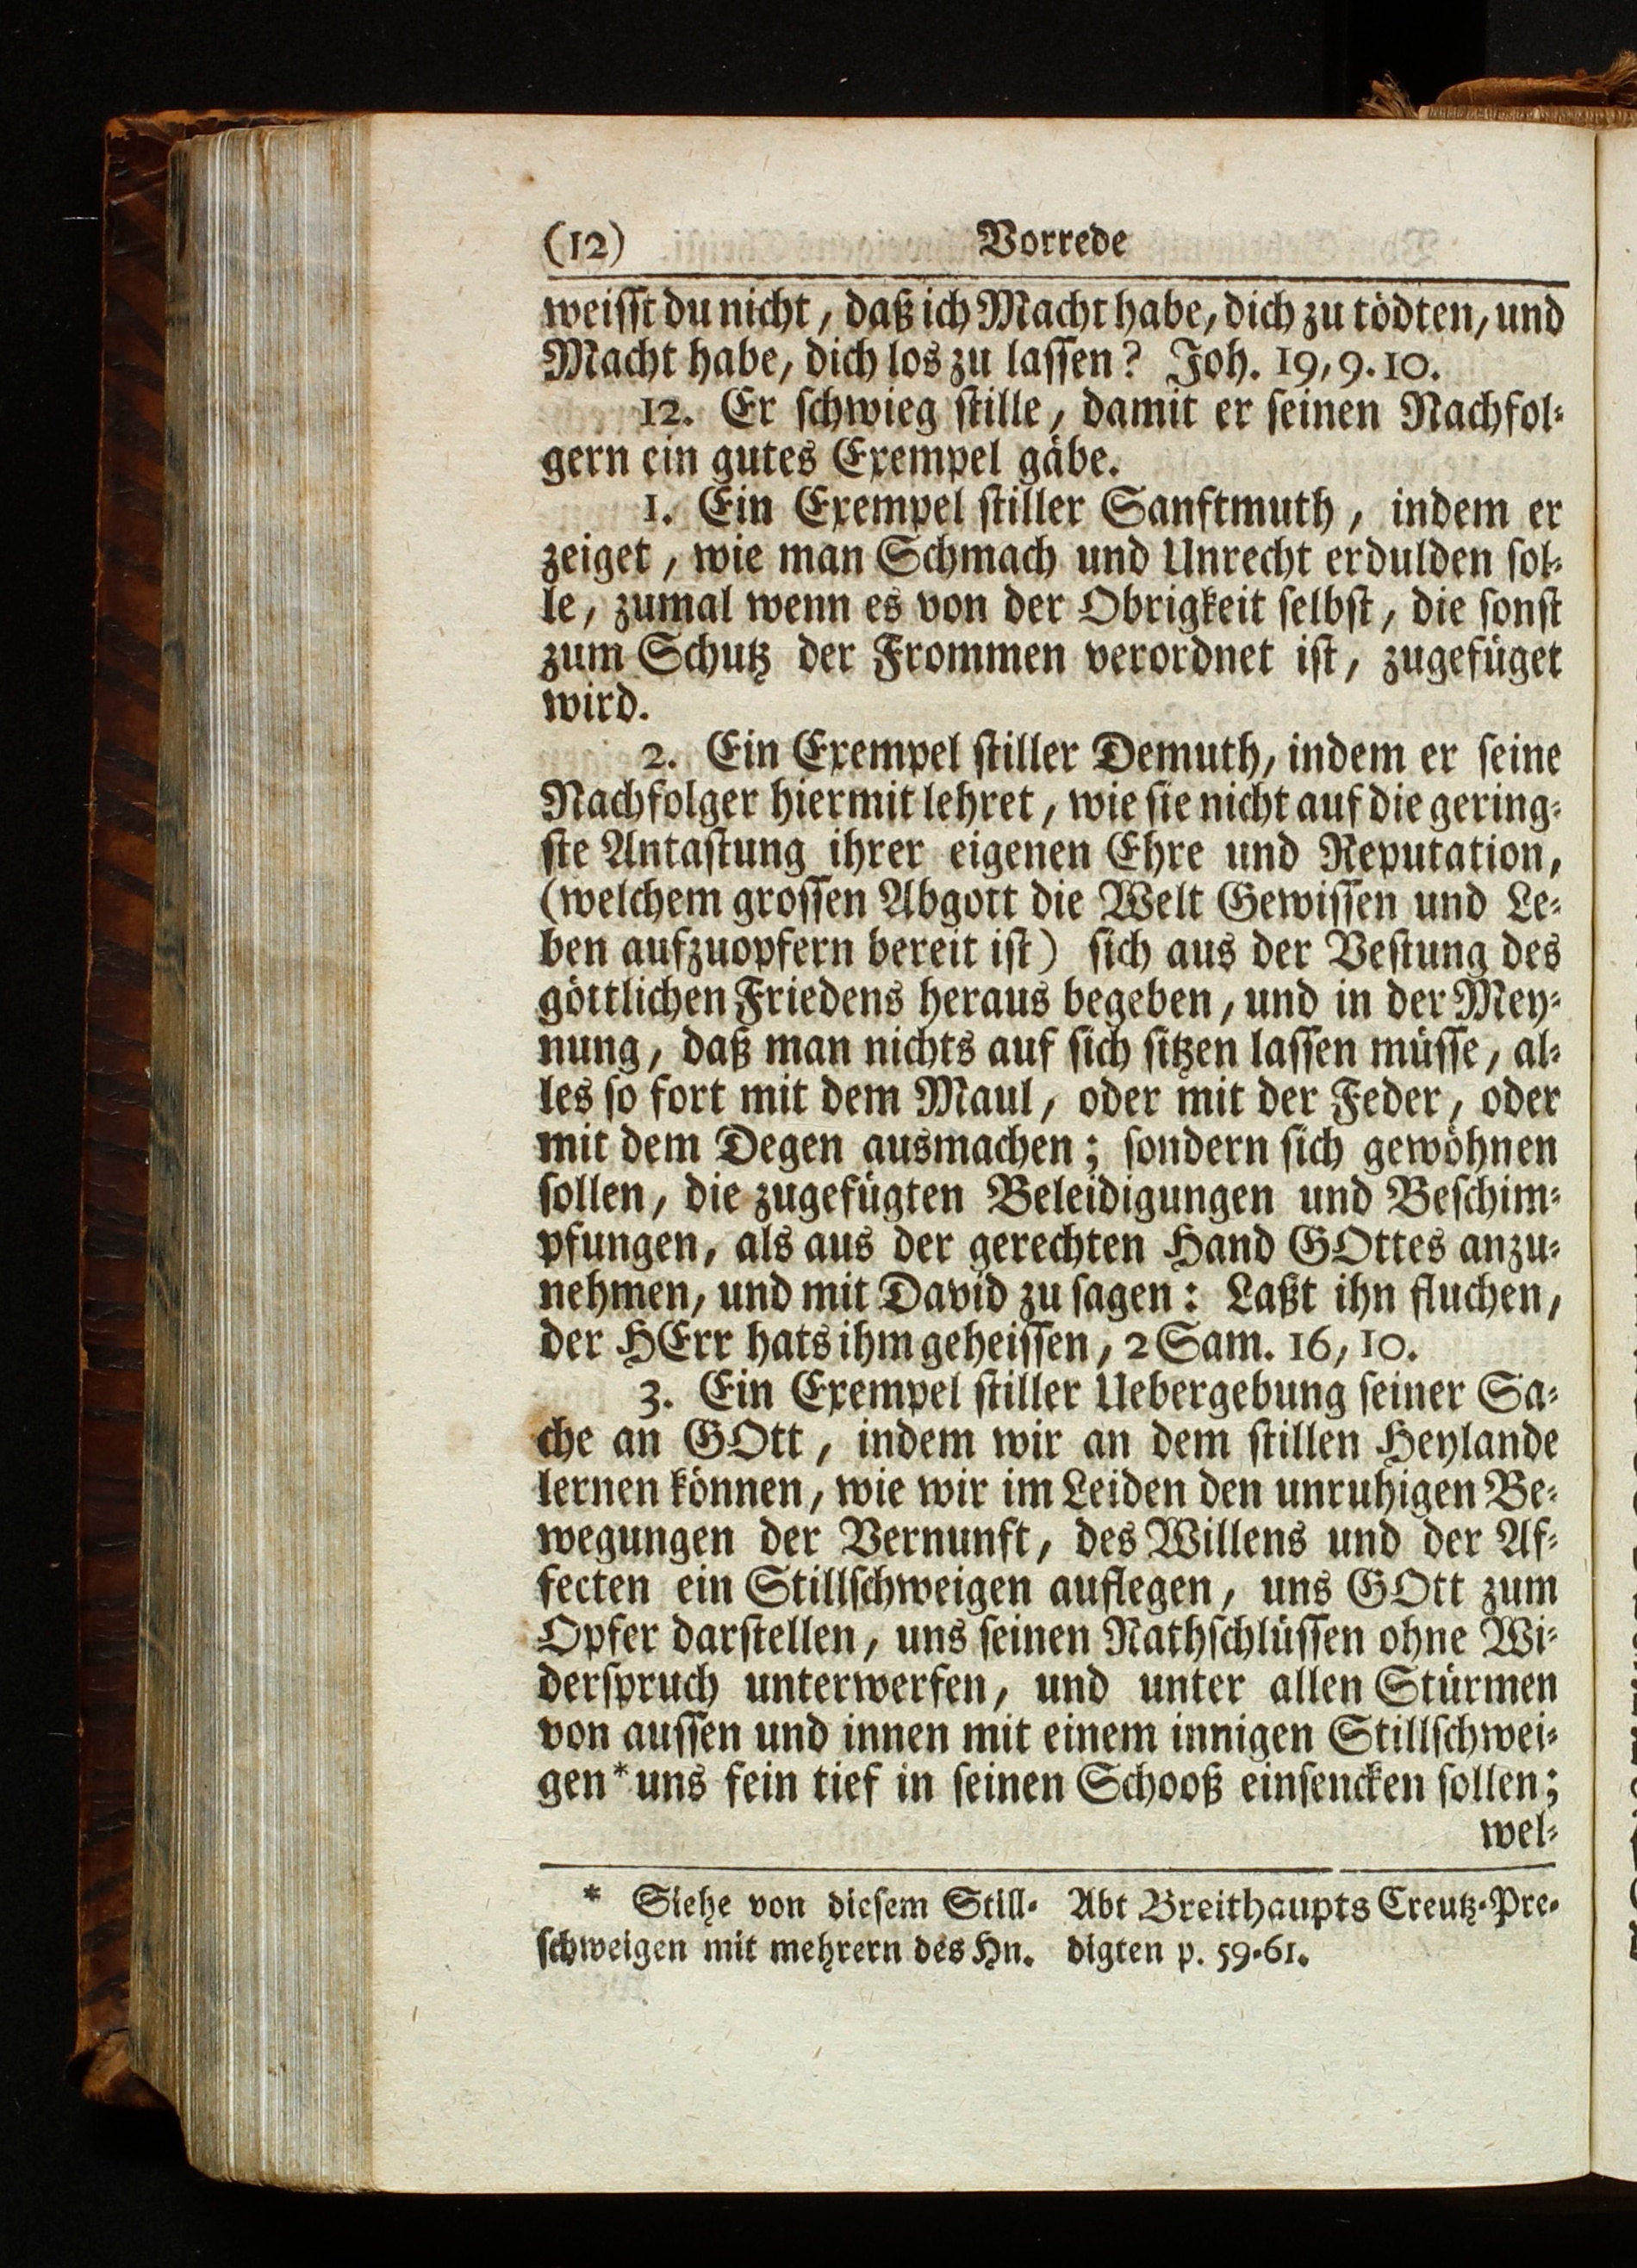 (12) Vorrede
weiſſt du nicht, daß ich Macht habe, dich zu tödten, und
Macht habe, dich los zu laſſen? Joh. 19, 9. 10.
12. Er ſchwieg ſtille, damit er ſeinen Nachfol-
gern ein gutes Exempel gäbe.
1. Ein Exempel ſtiller Sanftmuth, indem er
zeiget, wie man Schmach und Unrecht erdulden ſol-
le, zumal wenn es von der Obrigkeit ſelbſt, die ſonſt
zum Schutz der Frommen verordnet iſt, zugefüget
wird.
2. Ein Exempel ſtiller Demuth, indem er ſeine
Nachfolger hiermit lehret, wie ſie nicht auf die gering-
ſte Antaſtung ihrer eigenen Ehre und Reputation,
(welchem groſſen Abgott die Welt Gewiſſen und Le-
ben aufzuopfern bereit iſt) ſich aus der Veſtung des
göttlichen Friedens heraus begeben, und in der Mey-
nung, daß man nichts auf ſich ſitzen laſſen müſſe, al-
les ſo fort mit dem Maul, oder mit der Feder, oder
mit dem Degen ausmachen; ſondern ſich gewöhnen
ſollen, die zugefügten Beleidigungen und Beſchim-
pfungen, als aus der gerechten Hand GOttes anzu-
nehmen, und mit David zu ſagen: Laßt ihn fluchen,
der HErr hats ihm geheiſſen, 2 Sam. 16, 10.
3. Ein Exempel ſtiller Uebergebung ſeiner Sa-
che an GOtt, indem wir an dem ſtillen Heylande
lernen können, wie wir im Leiden den unruhigen Be-
wegungen der Vernunft, des Willens und der Af-
fecten ein Stillſchweigen auflegen, uns GOtt zum
Opfer darſtellen, uns ſeinen Rathſchlüſſen ohne Wi-
derſpruch unterwerfen, und unter allen Stürmen
von auſſen und innen mit einem innigen Stillſchwei-
gen* uns fein tief in ſeinen Schooß einſencken ſollen;
wel-
* Siehe von dieſem Still-
ſchweigen mit mehrern des Hn.
Abt Breithaupts Creutz-Pre-
digten p. 59-61.